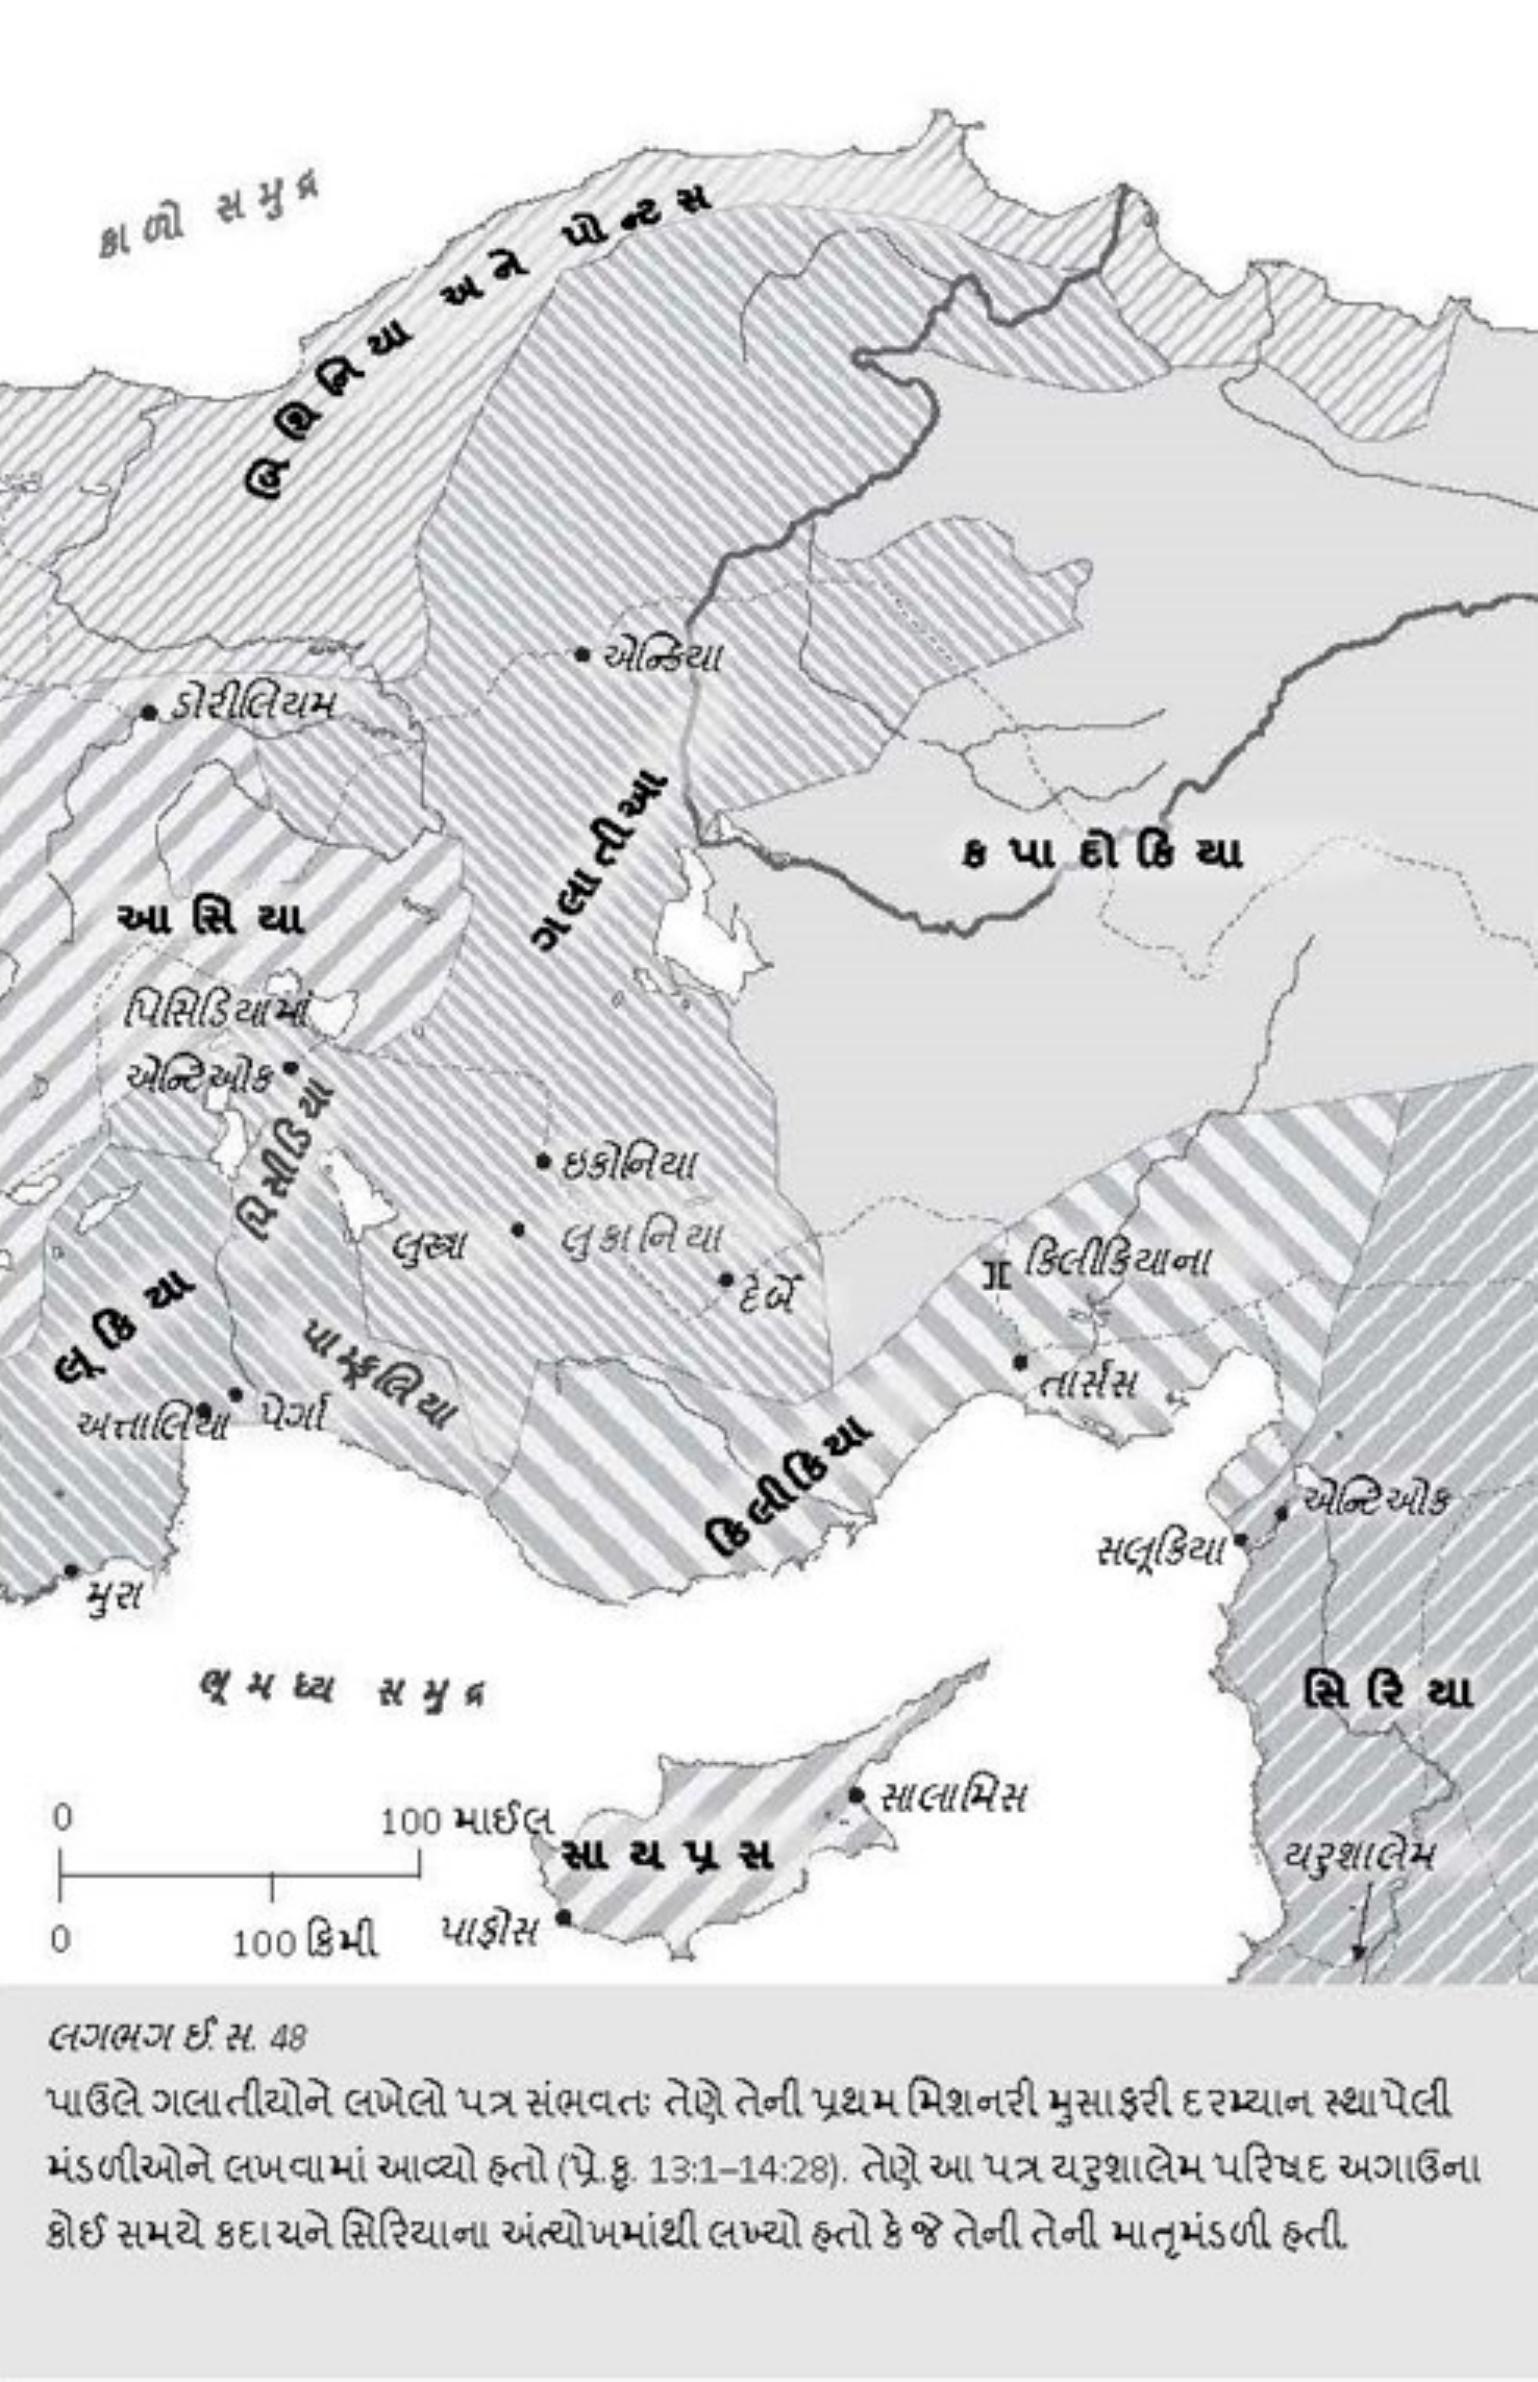 કાળો સમુદ્ર
બિથિનિયા અને પોન્ટસ
એન્ક્રિયા
ડોરીલિયમ
ગલાતીઆ
કપાદોકિયા
આસિયા
પિસિડિયામાં
એન્ટિઓક
પિસીડિયા
ઇકોનિયા
લુસ્ત્રા
લુકાનિયા
દેર્બે
કિલીકિયાના
તાર્સસ
લૂકિયા
પામ્ફૂલિયા
અત્તાલિયા
પેર્ગા
કિલીકિયા
એન્ટિઓક
સલૂકિયા
મુરા
ભૂમધ્ય સમુદ્ર
સિરિયા
સાલામિસ
0 100 માઈલ
સાયપ્રસ
યરુશાલેમ
0 100 કિમી
પાફોસ
લગભગ ઈ.સ. 48
પાઉલે ગલાતીયોને લખેલો પત્ર સંભવતઃ તેણે તેની પ્રથમ મિશનરી મુસાફરી દરમ્યાન સ્થાપેલી
મંડળીઓને લખવામાં આવ્યો હતો (પ્રે.કૃ. 13:1–14:28). તેણે આ પત્ર યરુશાલેમ પરિષદ અગાઉના
કોઈ સમયે કદાચને સિરિયાના અંત્યોખમાંથી લખ્યો હતો કે જે તેની તેની માતૃમંડળી હતી.